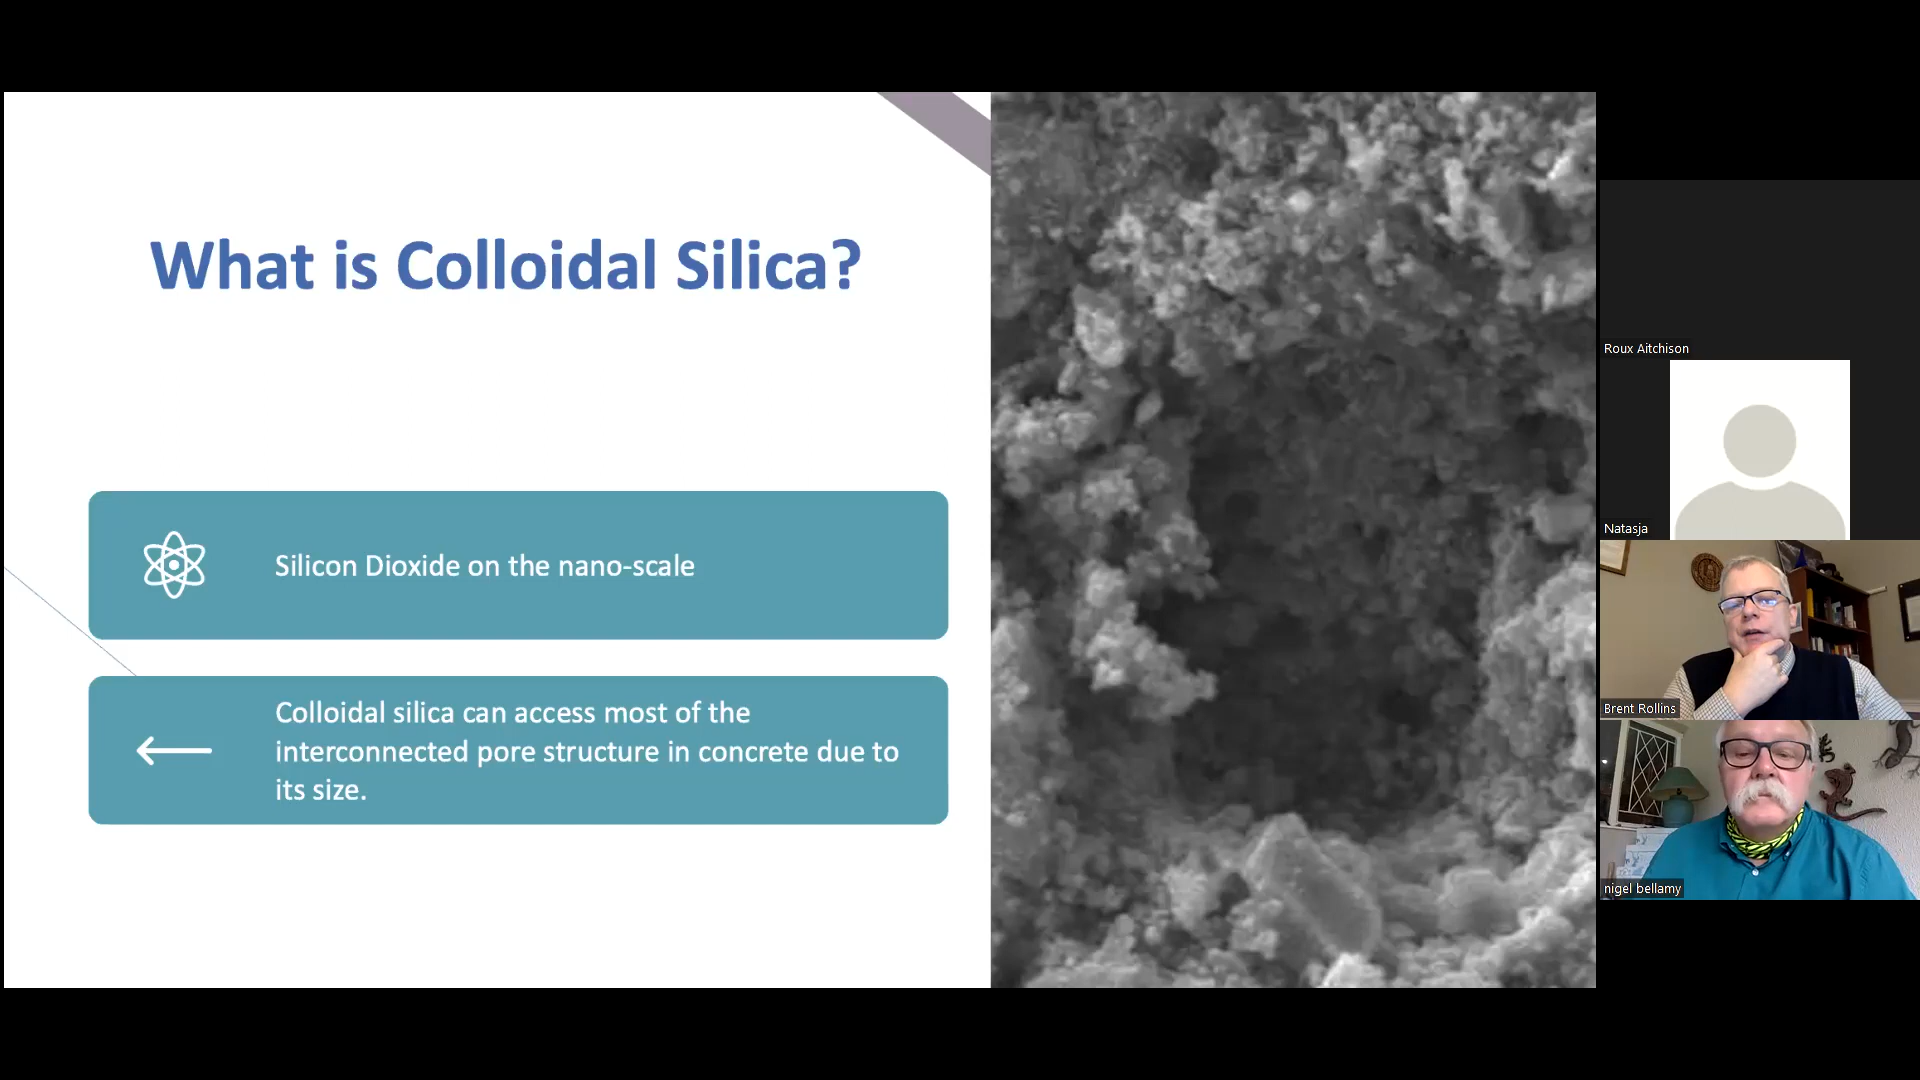 What is Colloidal Silica?
Silicon Dioxide on the nano-scale
Colloidal silica can access most of the
interconnected pore structure in concrete due to
its size.
Roux Aitchison
Natasja
Brent Rollins
nigel bellamy